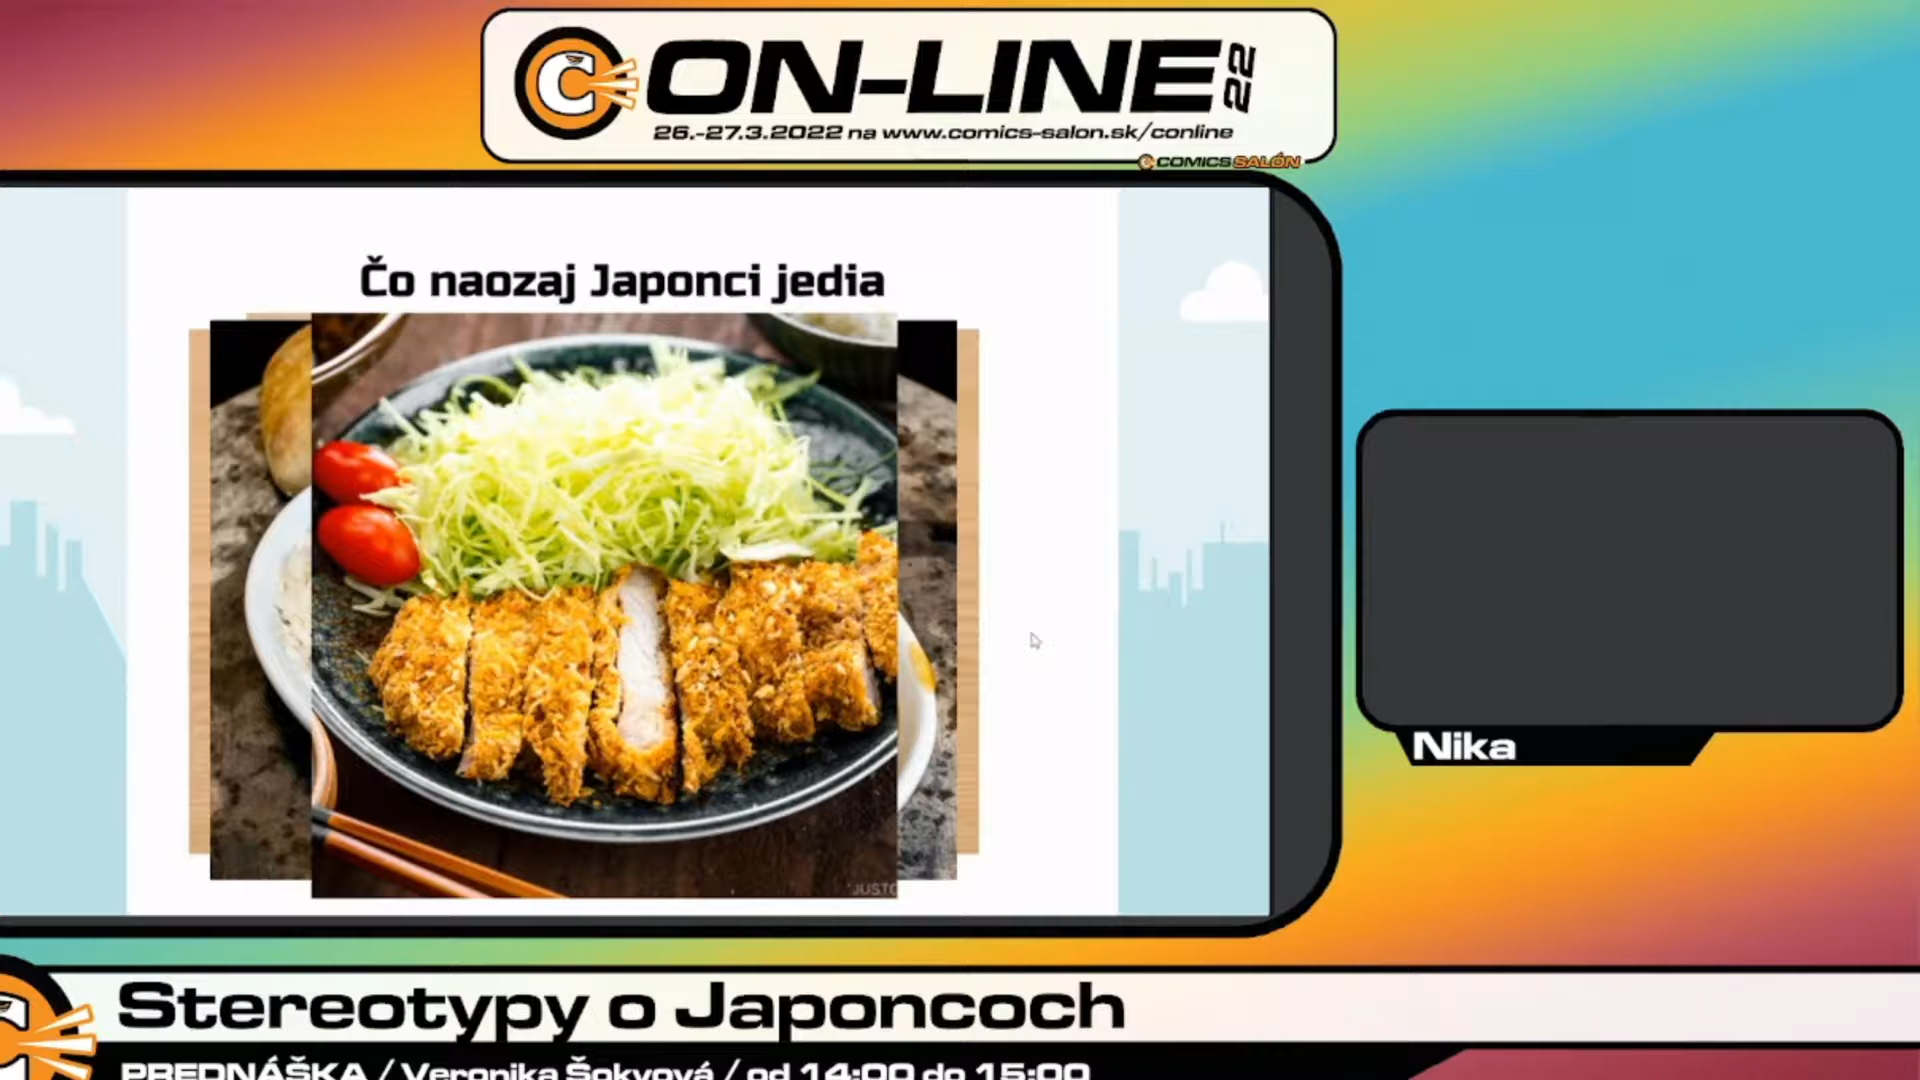 Č ON-LINE 22
26.-27.3.2022 na www.comics-salon.sk/conline
COMICS SALÓN
Čo naozaj Japonci jedia
JUSTO
Nika
Stereotypy o Japoncoch
PREDNÁŠKA / Veronika Šokyová / od 14:00 do 15:00